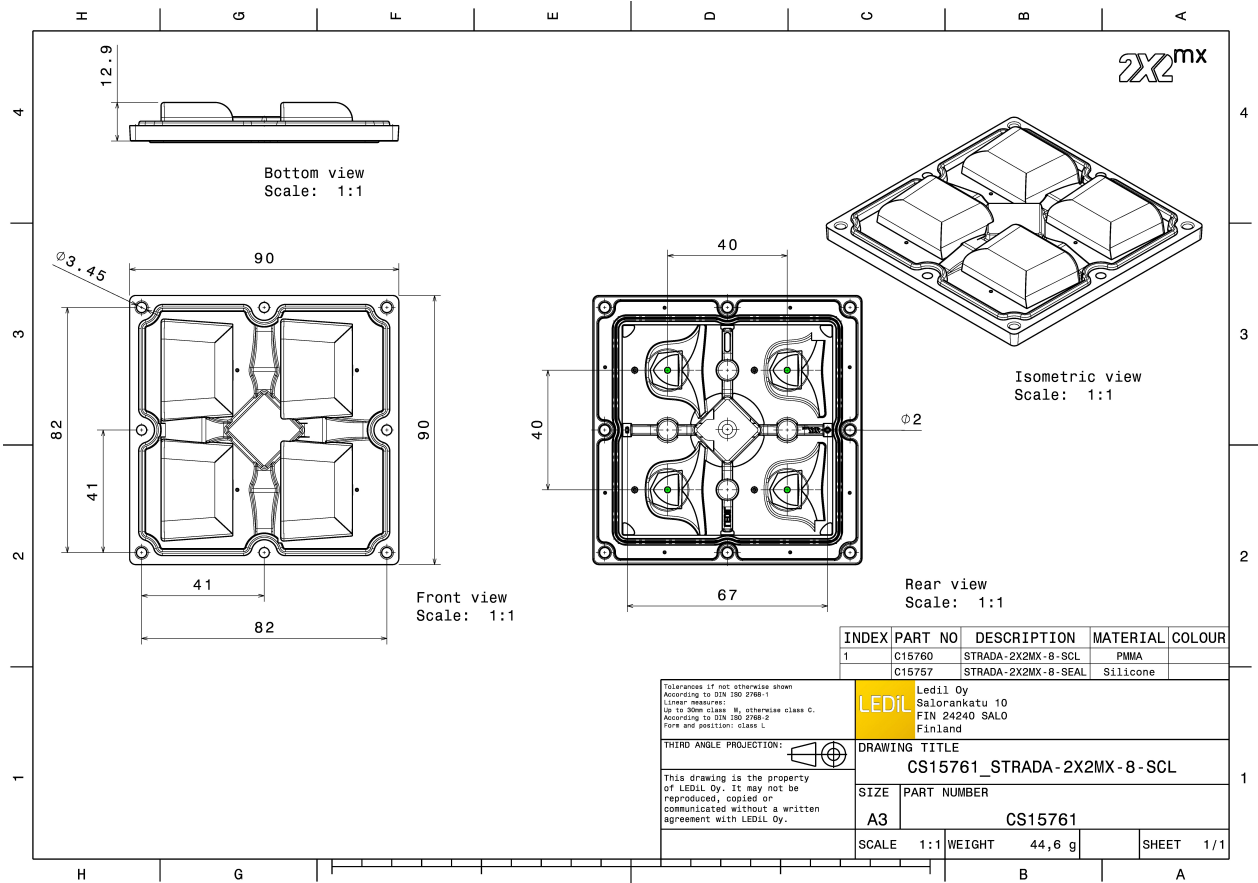 H G F E D C B A
2X2mx
4 4
12.9
Bottom view
Scale: 1:1
3 3
Ø3.45
90
82
41
90
41
82
Front view
Scale: 1:1
40
40
Ø2
67
Rear view
Scale: 1:1
Isometric view
Scale: 1:1
2 2
INDEX PART NO DESCRIPTION MATERIAL COLOUR
1 C15760 STRADA-2X2MX-8-SCL PMMA
C15757 STRADA-2X2MX-8-SEAL Silicone
Tolerances if not otherwise shown
According to DIN ISO 2768-1
Linear measures:
Up to 30mm class M, otherwise class C.
According to DIN ISO 2768-2
Form and position: class L
LEDiL
Ledil Oy
Salorankatu 10
FIN 24240 SALO
Finland
THIRD ANGLE PROJECTION:
DRAWING TITLE
CS15761_STRADA-2X2MX-8-SCL
This drawing is the property
of LEDiL Oy. It may not be
reproduced, copied or
communicated without a written
agreement with LEDiL Oy.
SIZE PART NUMBER
A3 CS15761
SCALE 1:1 WEIGHT 44,6 g SHEET 1/1
1 1
H G B A